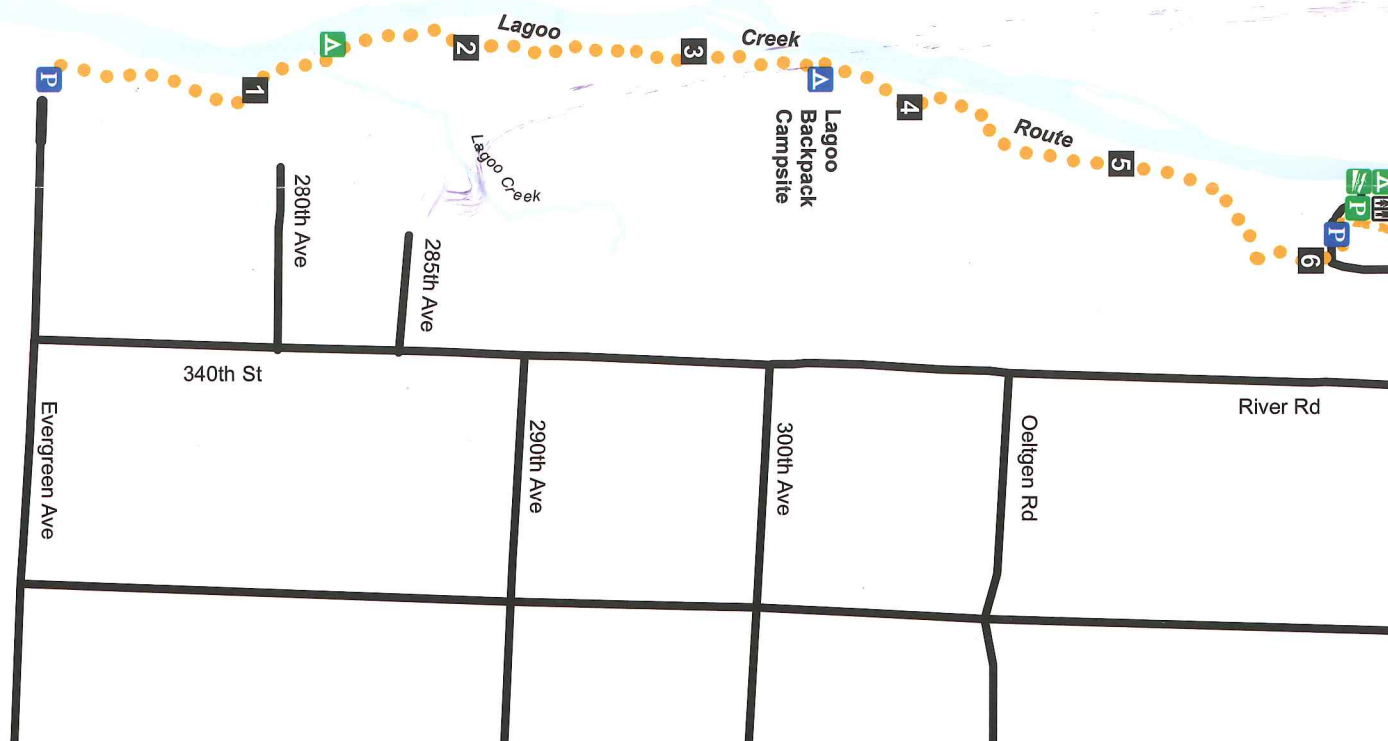 Lagoo Creek Route
P
1
2
3
4
5
6
P
P
Lagoo
Backpack
Campsite
Lagoo Creek
280th Ave
285th Ave
340th St
River Rd
Evergreen Ave
290th Ave
300th Ave
Oeltgen Rd